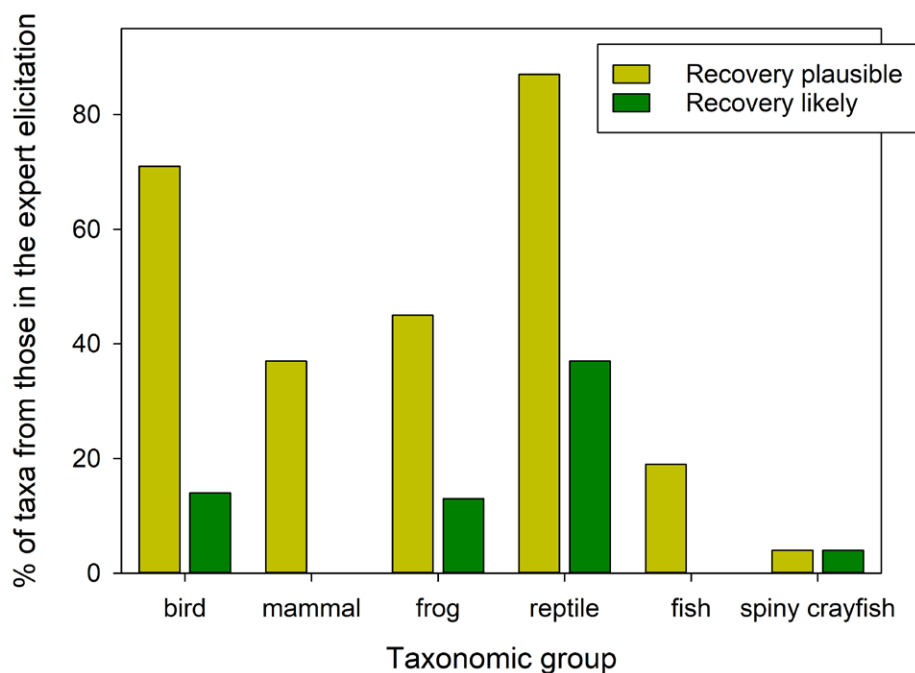 % of taxa from those in the expert elicitation
Recovery plausible
Recovery likely
80
60
40
20
0
bird mammal frog reptile fish spiny crayfish
Taxonomic group